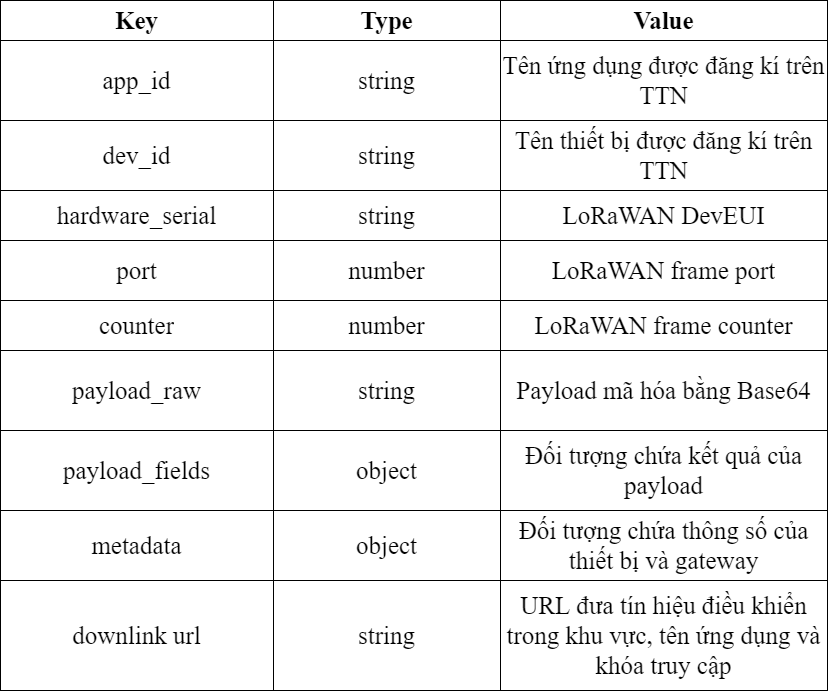 Key Type Value
app_id string Tên ứng dụng được đăng kí trên
TTN
dev_id string Tên thiết bị được đăng kí trên
TTN
hardware_serial string LoRaWAN DevEUI
port number LoRaWAN frame port
counter number LoRaWAN frame counter
payload_raw string Payload mã hóa bằng Base64
payload_fields object Đối tượng chứa kết quả của
payload
metadata object Đối tượng chứa thông số của
thiết bị và gateway
downlink url string URL đưa tín hiệu điều khiển
trong khu vực, tên ứng dụng và
khóa truy cập